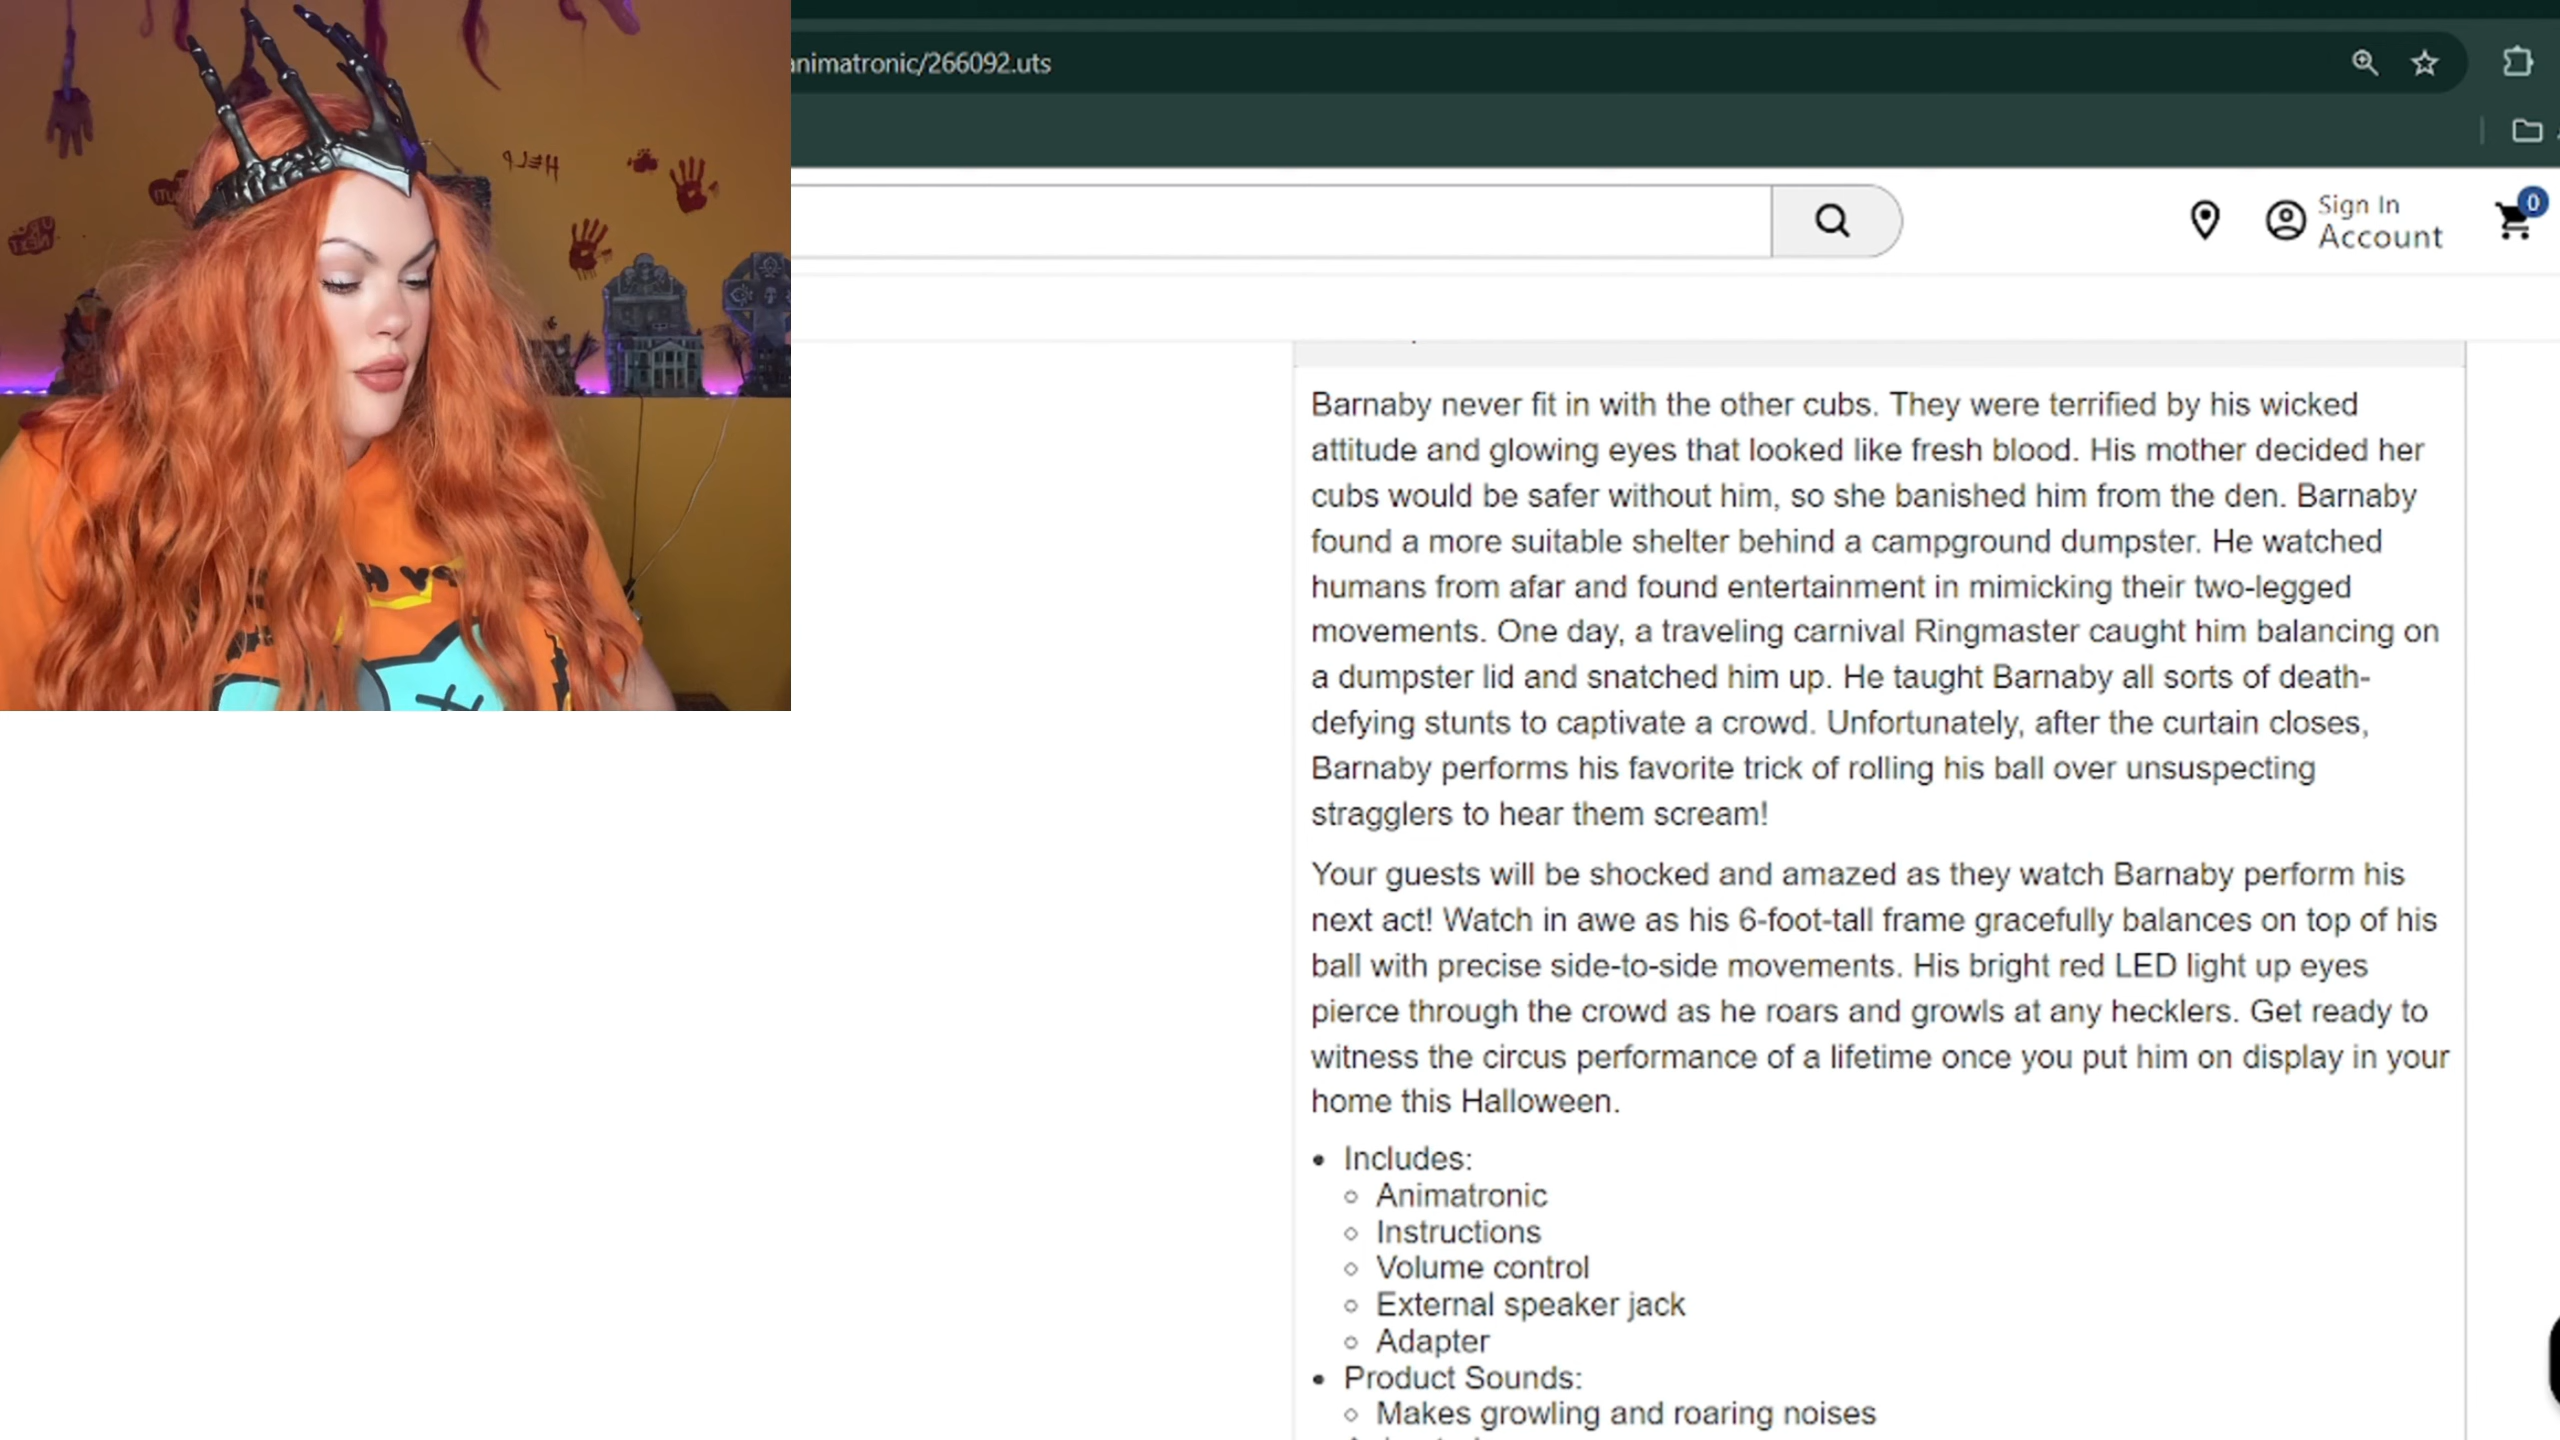 animatronic/266092.uts
Sign In
Account
0
HELP
Barnaby never fit in with the other cubs. They were terrified by his wicked
attitude and glowing eyes that looked like fresh blood. His mother decided her
cubs would be safer without him, so she banished him from the den. Barnaby
found a more suitable shelter behind a campground dumpster. He watched
humans from afar and found entertainment in mimicking their two-legged
movements. One day, a traveling carnival Ringmaster caught him balancing on
a dumpster lid and snatched him up. He taught Barnaby all sorts of death-
defying stunts to captivate a crowd. Unfortunately, after the curtain closes,
Barnaby performs his favorite trick of rolling his ball over unsuspecting
stragglers to hear them scream!
Your guests will be shocked and amazed as they watch Barnaby perform his
next act! Watch in awe as his 6-foot-tall frame gracefully balances on top of his
ball with precise side-to-side movements. His bright red LED light up eyes
pierce through the crowd as he roars and growls at any hecklers. Get ready to
witness the circus performance of a lifetime once you put him on display in your
home this Halloween.
• Includes:
◦ Animatronic
◦ Instructions
◦ Volume control
◦ External speaker jack
◦ Adapter
• Product Sounds:
◦ Makes growling and roaring noises